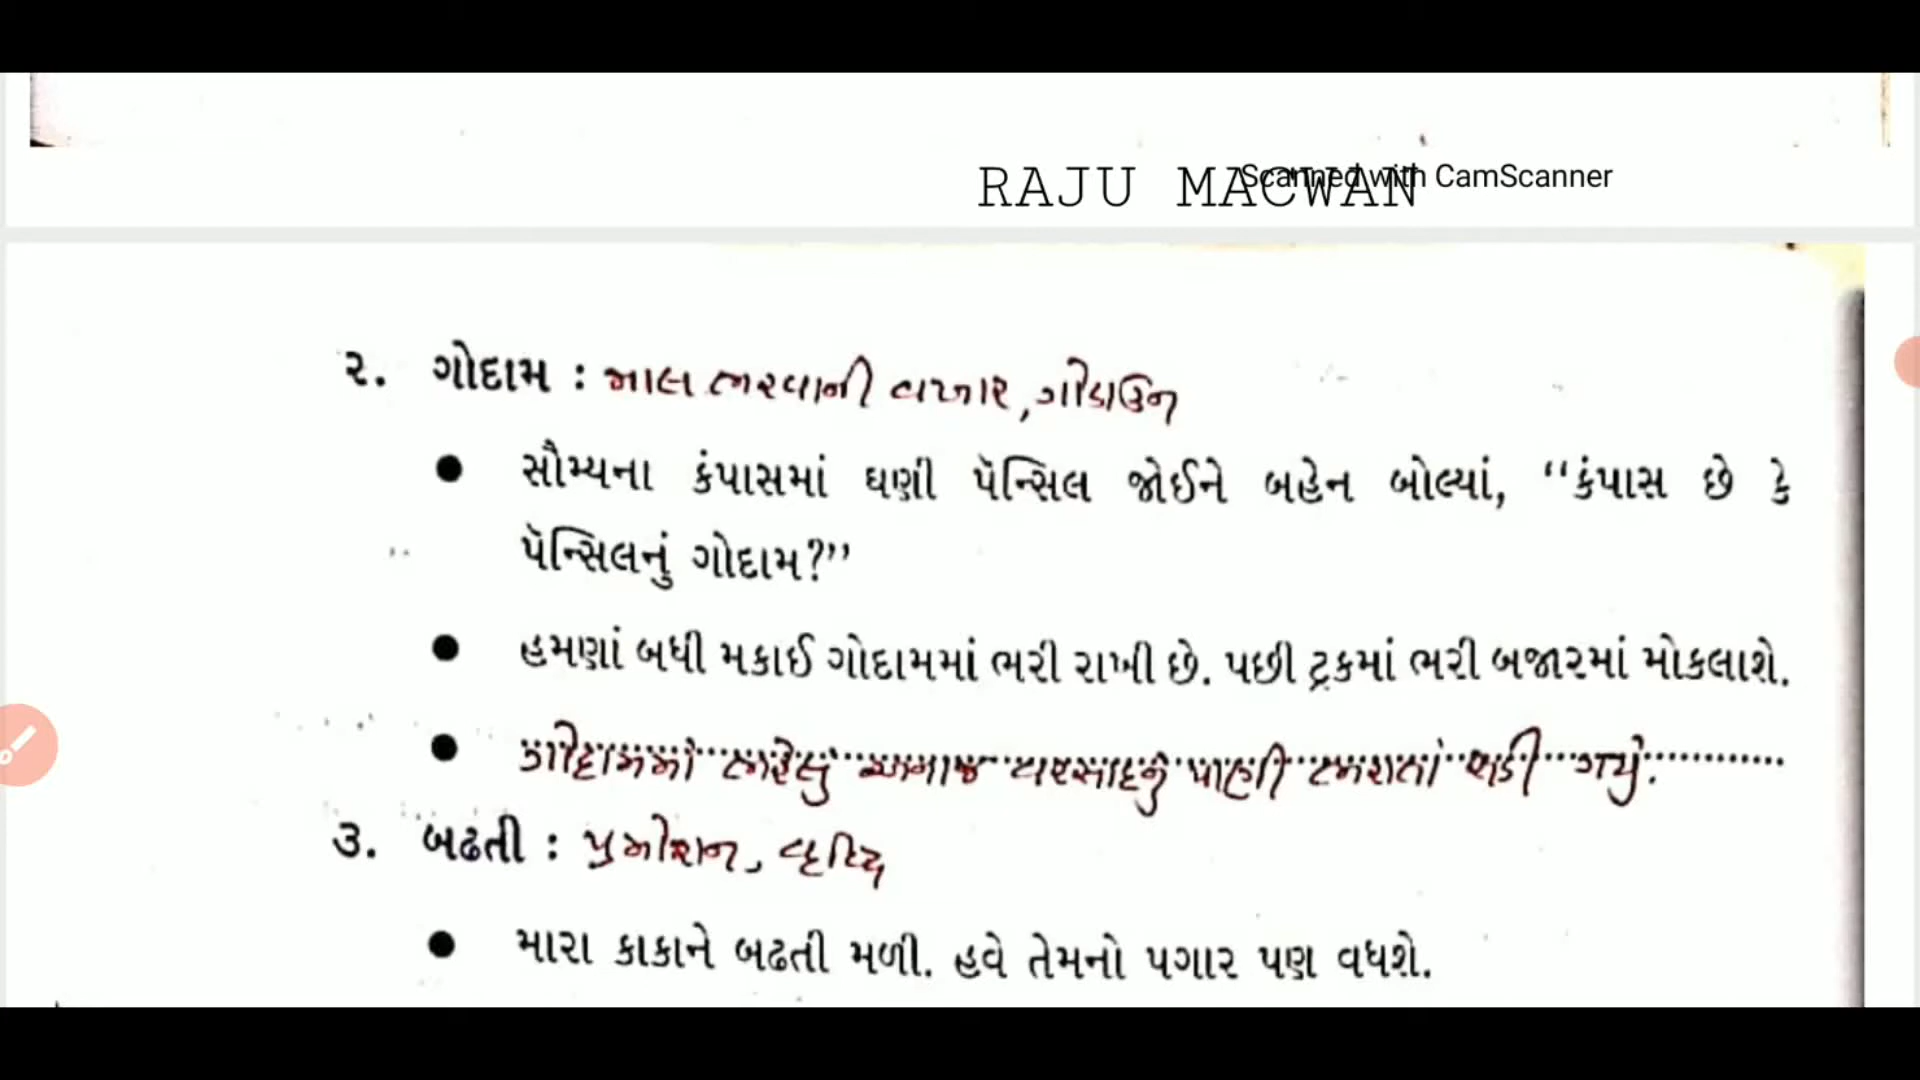 RAJU MACWAN
Scanned with CamScanner
૨. ગોદામ : માલ ભરવાની વખાર, ગોડાઉન
● સૌમ્યના કંપાસમાં ઘણી પૅન્સિલ જોઈને બહેન બોલ્યાં, “કંપાસ છે કે
પૅન્સિલનું ગોદામ?”
● હમણાં બધી મકાઈ ગોદામમાં ભરી રાખી છે. પછી ટ્રકમાં ભરી બજારમાં મોકલાશે.
● ગોદામમાં ભરેલું અનાજ વરસાદનું પાણી ભરાતાં સડી ગયું.
૩. બઢતી : પ્રમોશન, વૃદ્ધિ
● મારા કાકાને બઢતી મળી. હવે તેમનો પગાર પણ વધશે.